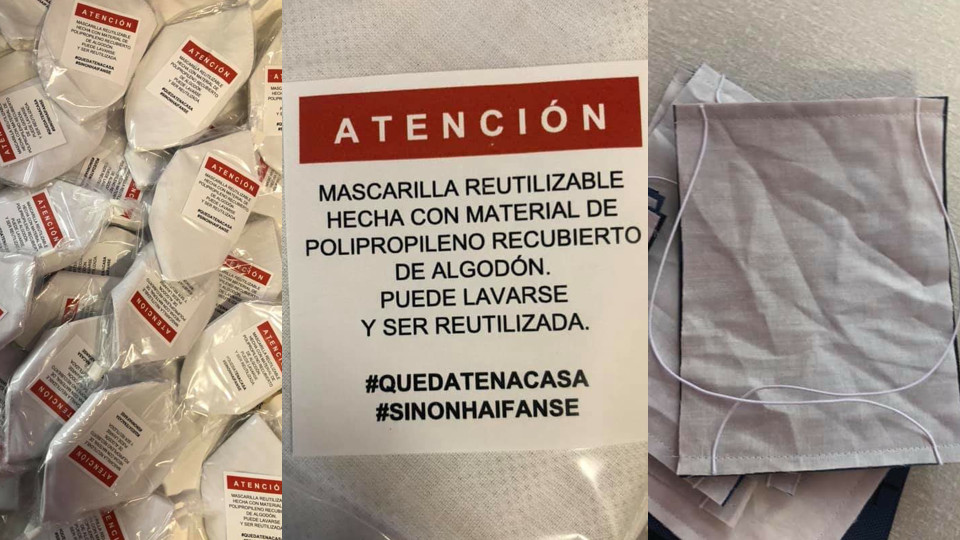 ATENCIÓN
MASCARILLA REUTILIZABLE
HECHA CON MATERIAL DE
POLIPROPILENO RECUBIERTO
DE ALGODÓN.
PUEDE LAVARSE
Y SER REUTILIZADA.
#QUEDATENACASA
#SINONHAIFANSE